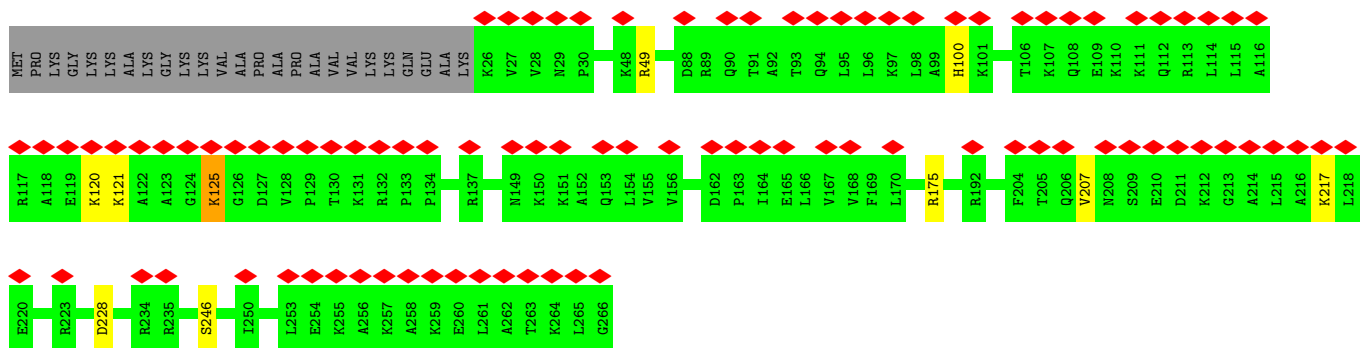 MET PRO LYS GLY LYS LYS ALA LYS GLY LYS LYS VAL ALA PRO ALA PRO ALA VAL VAL LYS LYS GLN GLU ALA LYS K26 V27 V28 N29 P30 K48 R49 D88 R89 Q90 T91 A92 T93 Q94 L95 L96 K97 L98 A99 H100 K101 T106 K107 Q108 E109 K110 K111 Q112 R113 L114 L115 A116
R117 A118 E119 K120 K121 A122 A123 G124 K125 G126 D127 V128 P129 T130 K131 R132 P133 P134 R137 N149 K150 K151 A152 Q153 L154 V155 V156 D162 P163 I164 E165 L166 V167 V168 F169 L170 R175 R192 F204 T205 Q206 V207 N208 S209 E210 D211 K212 G213 A214 L215 A216 K217 L218
E220 R223 D228 R234 R235 S246 I250 L253 E254 K255 A256 K257 A258 K259 E260 L261 A262 T263 K264 L265 G266